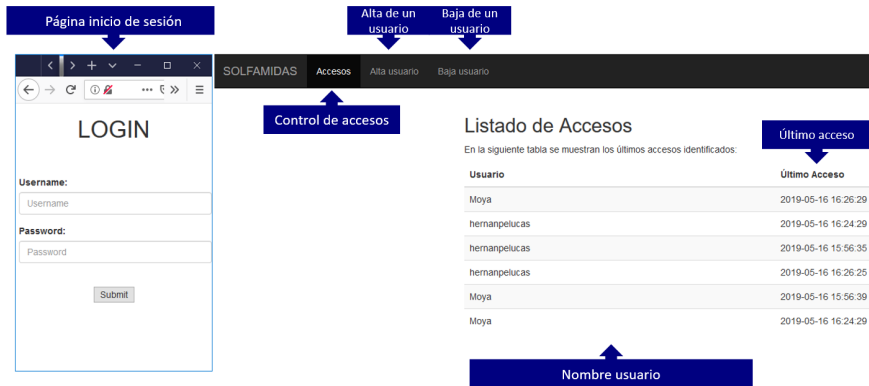 Página inicio de sesión
Alta de un usuario
Baja de un usuario
SOLFAMIDAS Accesos Alta usuario Baja usuario
Control de accesos
LOGIN
Username:
Username
Password:
Password
Submit
Listado de Accesos
En la siguiente tabla se muestran los últimos accesos identificados:
Último acceso
Usuario Último Acceso
Moya 2019-05-16 16:26:29
hernanpelucas 2019-05-16 16:24:29
hernanpelucas 2019-05-16 15:56:35
hernanpelucas 2019-05-16 16:26:25
Moya 2019-05-16 15:56:39
Moya 2019-05-16 16:24:29
Nombre usuario